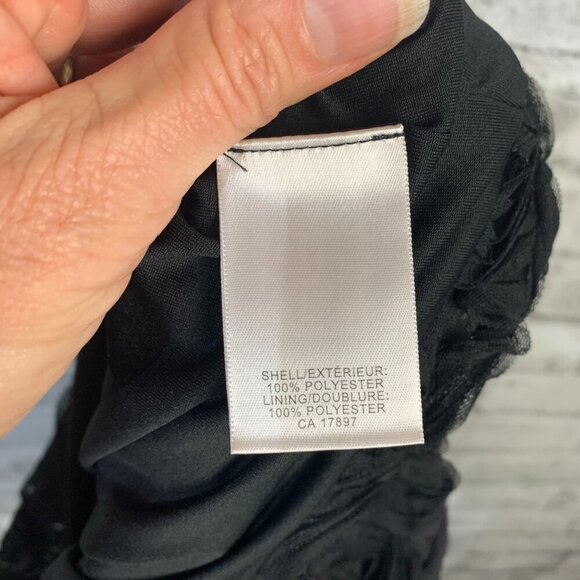 SHELL/EXTÉRIEUR:
100% POLYESTER
LINING/DOUBLURE:
100% POLYESTER
CA 17897